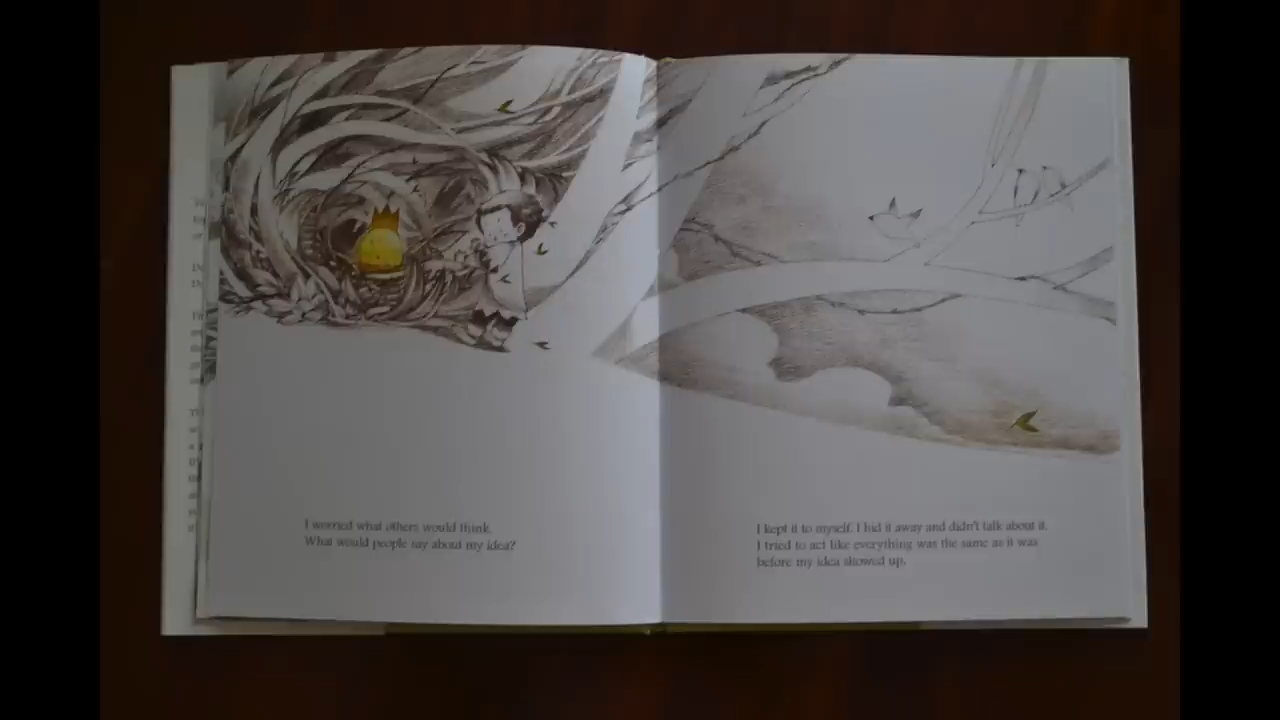 I worried what others would think.
What would people say about my idea?
I kept it to myself. I hid it away and didn't talk about it.
I tried to act like everything was the same as it was
before my idea showed up.